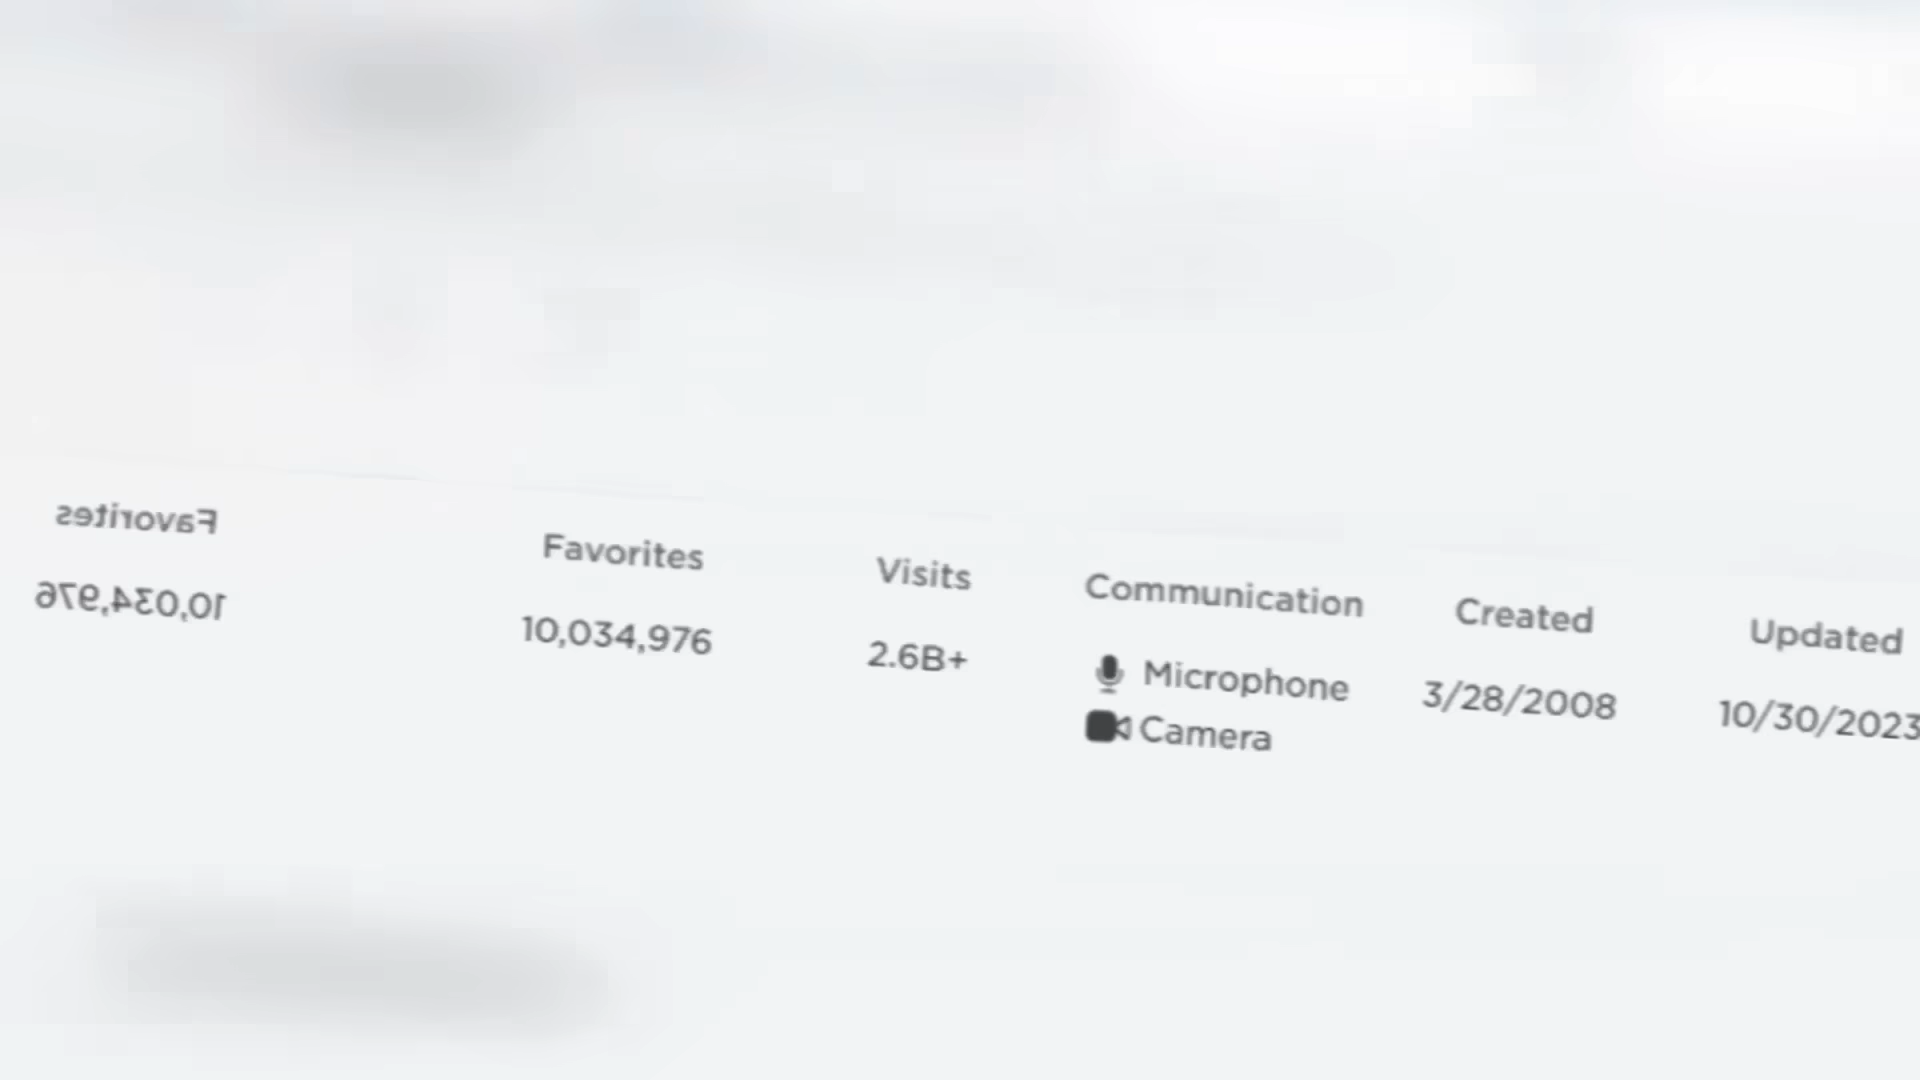 Favorites Favorites Visits Communication Created Updated
10,034,976 10,034,976 2.6B+ Microphone 3/28/2008 10/30/2023
Camera